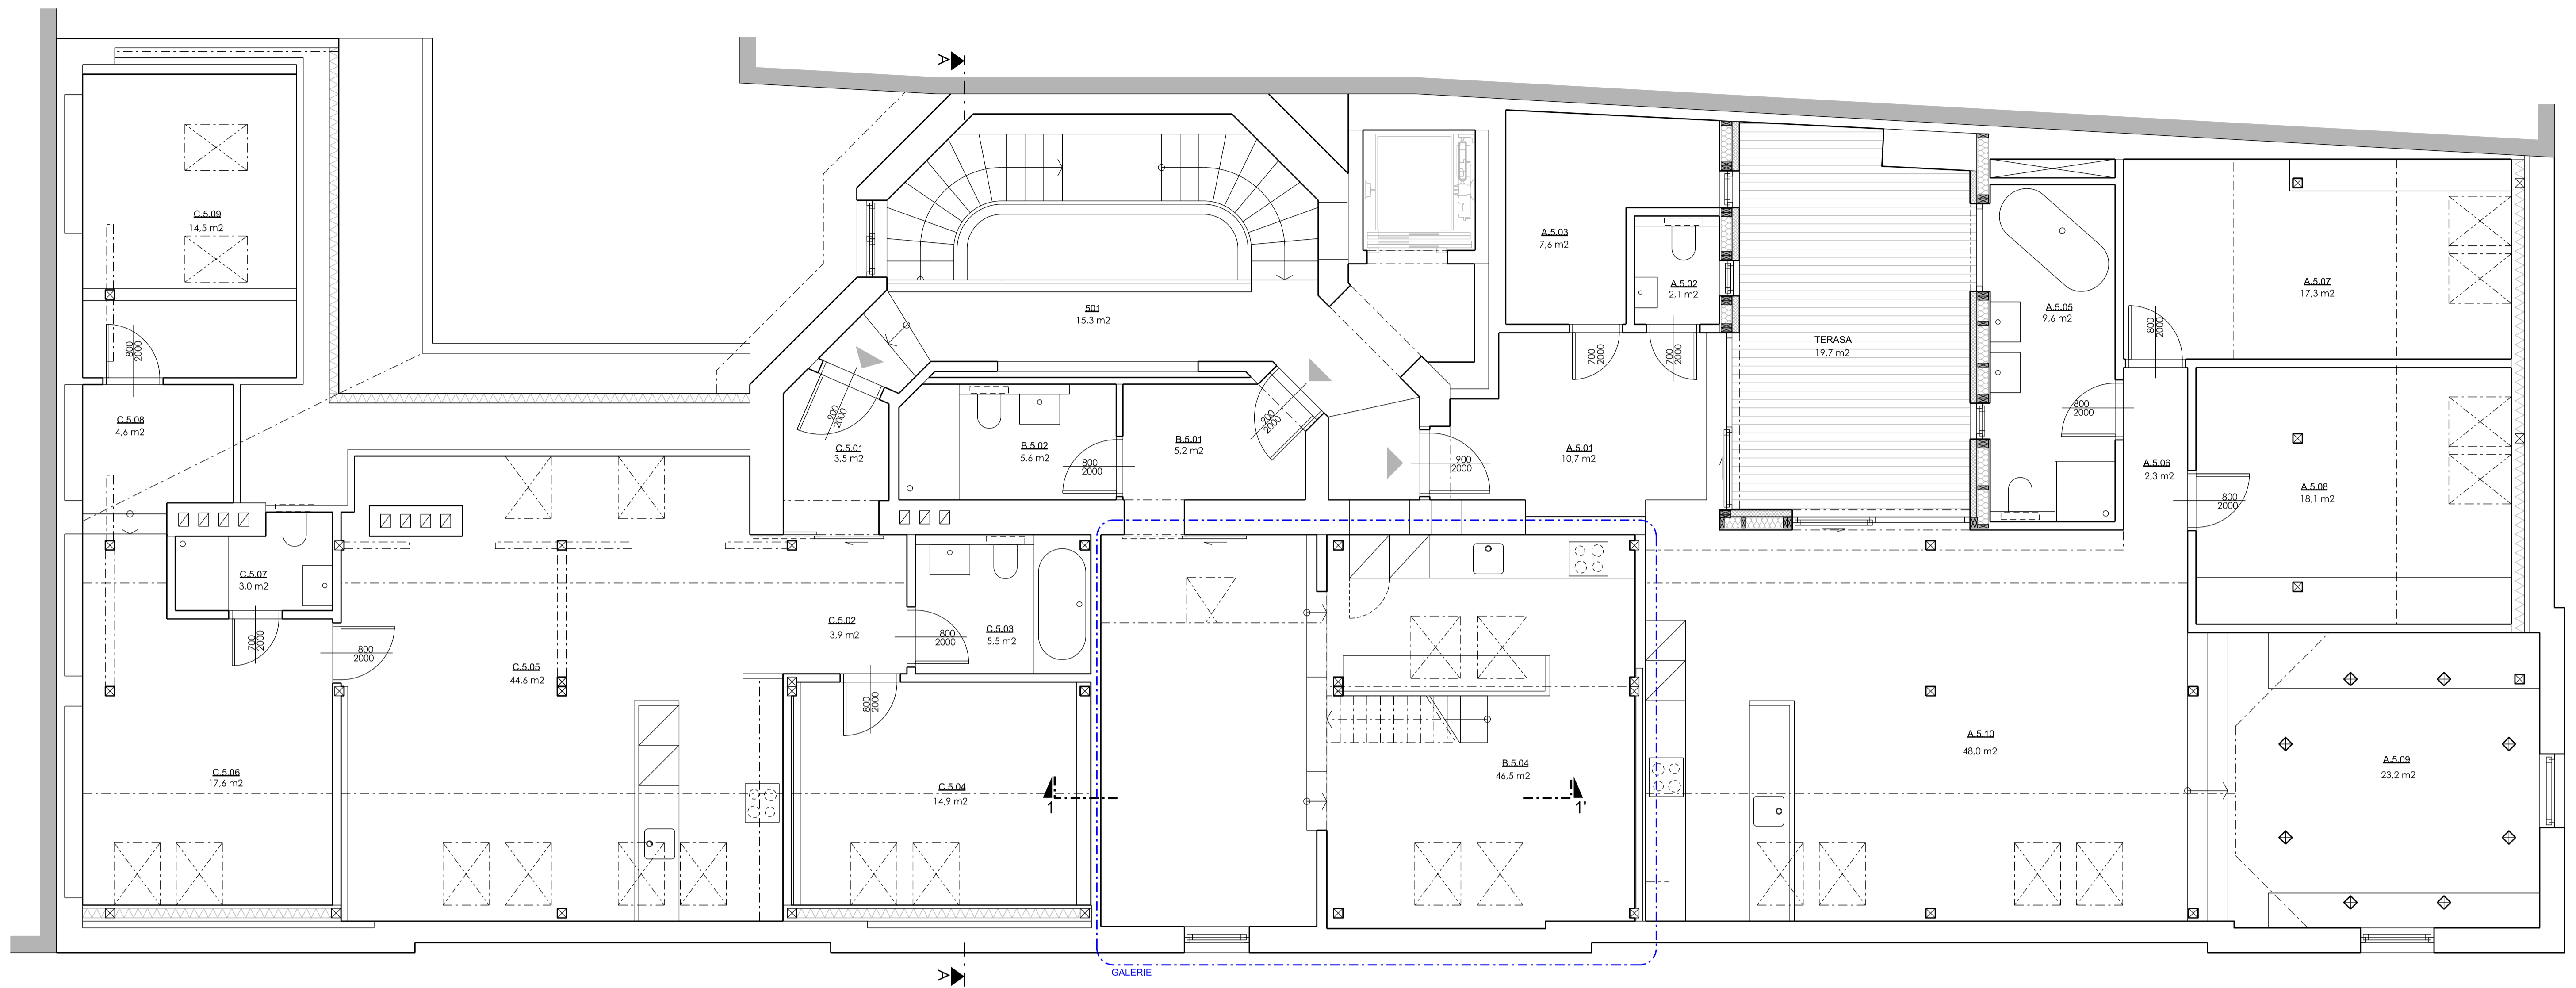 A
C.5.09
14,5 m2
A.5.03
7,6 m2
A.5.02
2,1 m2
A.5.07
17,3 m2
501
15,3 m2
A.5.05
9,6 m2
TERASA
19,7 m2
800
2000
700
2000
700
2000
800
2000
C.5.08
4,6 m2
900
2000
900
2000
C.5.01
3,5 m2
B.5.02
5,6 m2
B.5.01
5,2 m2
800
2000
900
2000
A.5.01
10,7 m2
800
2000
A.5.06
2,3 m2
A.5.08
18,1 m2
800
2000
C.5.07
3,0 m2
700
2000
800
2000
C.5.05
44,6 m2
C.5.02
3,9 m2
800
2000
C.5.03
5,5 m2
800
2000
C.5.06
17,6 m2
C.5.04
14,9 m2
1
B.5.04
46,5 m2
1'
A.5.10
48,0 m2
A.5.09
23,2 m2
A
GALERIE